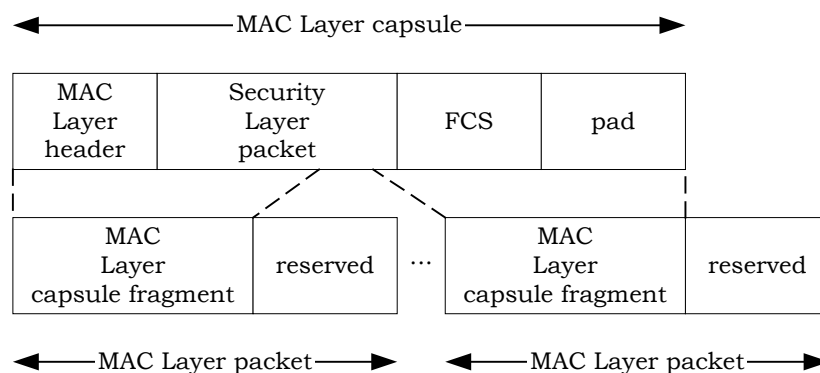 MAC Layer capsule
MAC
Layer
header
Security
Layer
packet
FCS
pad
MAC
Layer
capsule fragment
reserved
...
MAC
Layer
capsule fragment
reserved
MAC Layer packet
MAC Layer packet